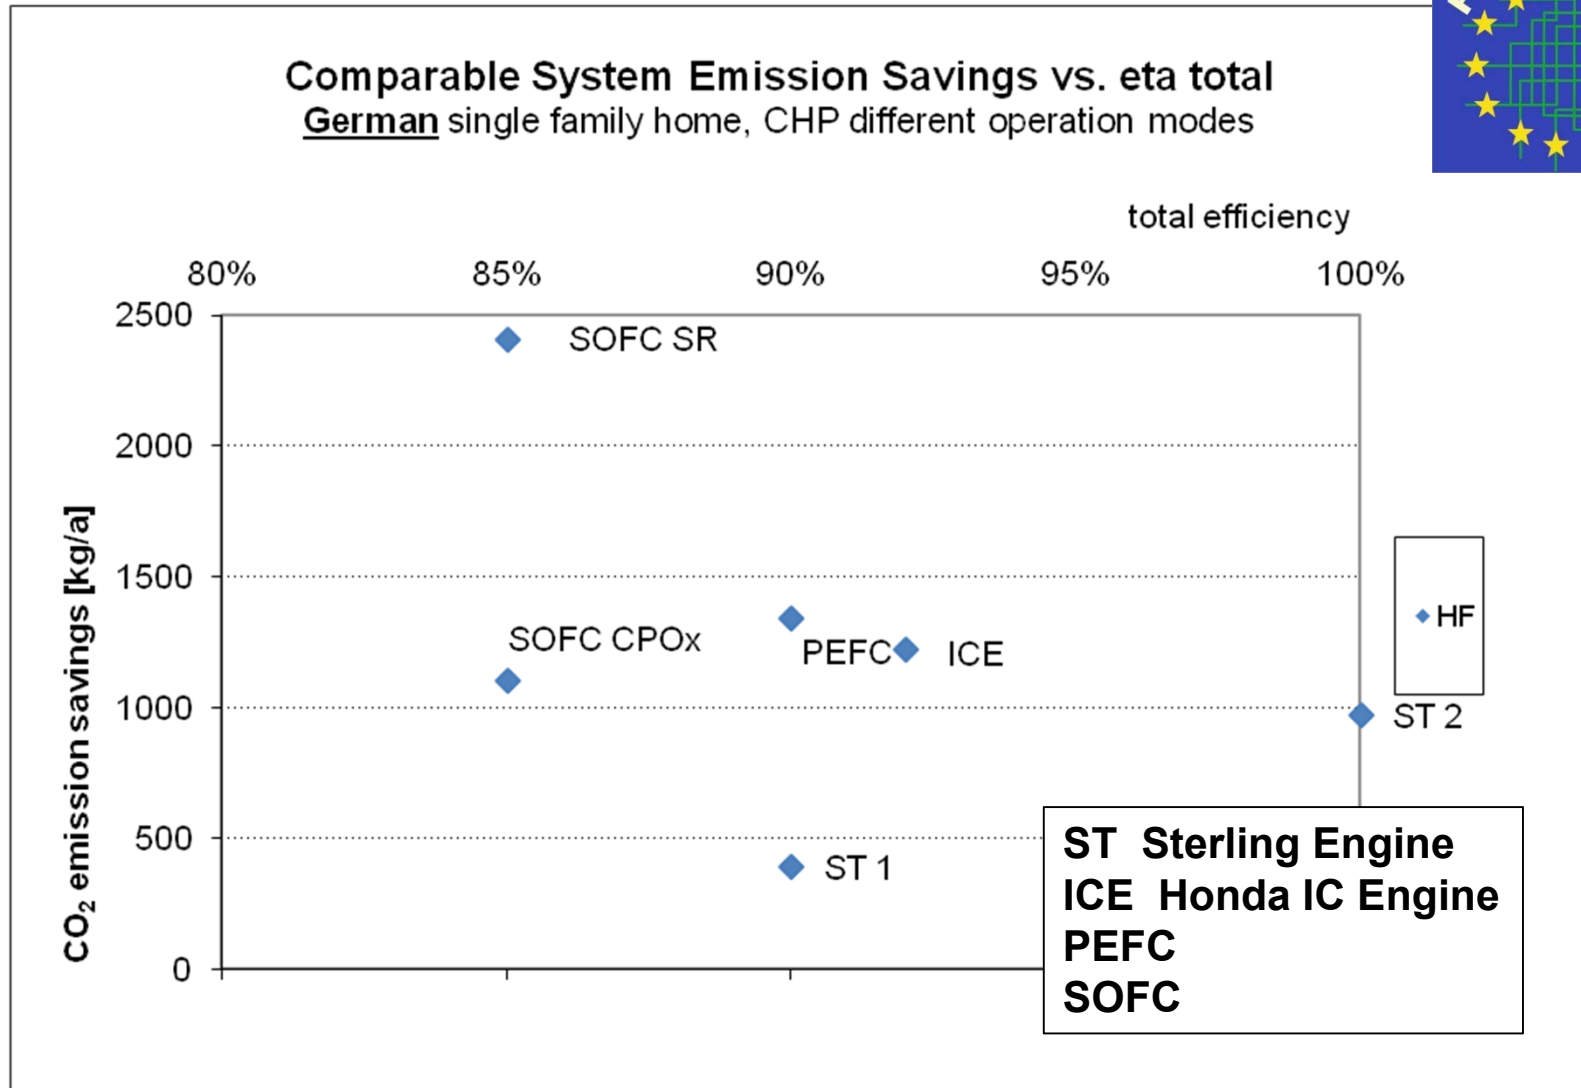 Comparable System Emission Savings vs. eta total
German single family home, CHP different operation modes
total efficiency
80% 85% 90% 95% 100%
2500
SOFC SR
2000
1500
HF
SOFC CPOx
PEFC
ICE
1000
ST 2
500
ST 1
0
CO₂ emission savings [kg/a]
ST Sterling Engine
ICE Honda IC Engine
PEFC
SOFC